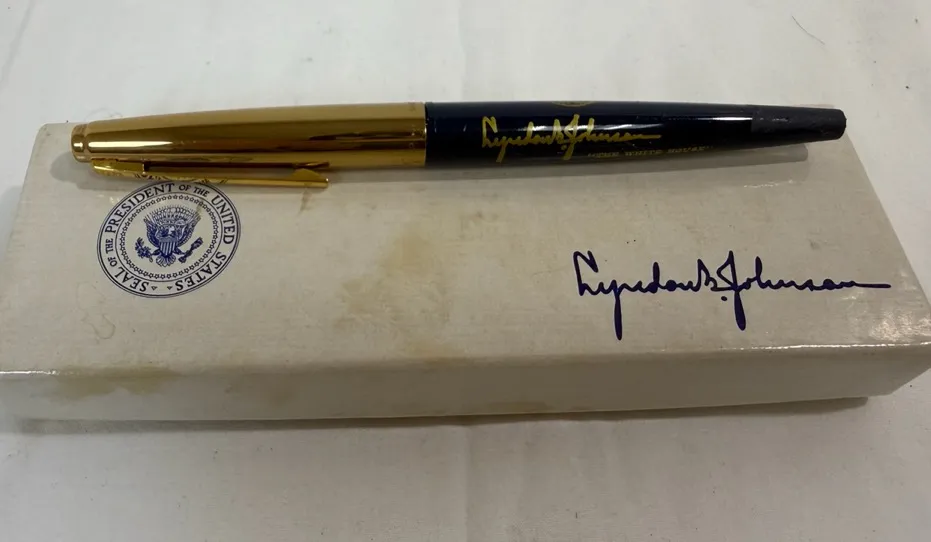 Lyndon B. Johnson
"THE WHITE HOUSE"
SEAL OF THE PRESIDENT OF THE UNITED STATES
Lyndon B. Johnson